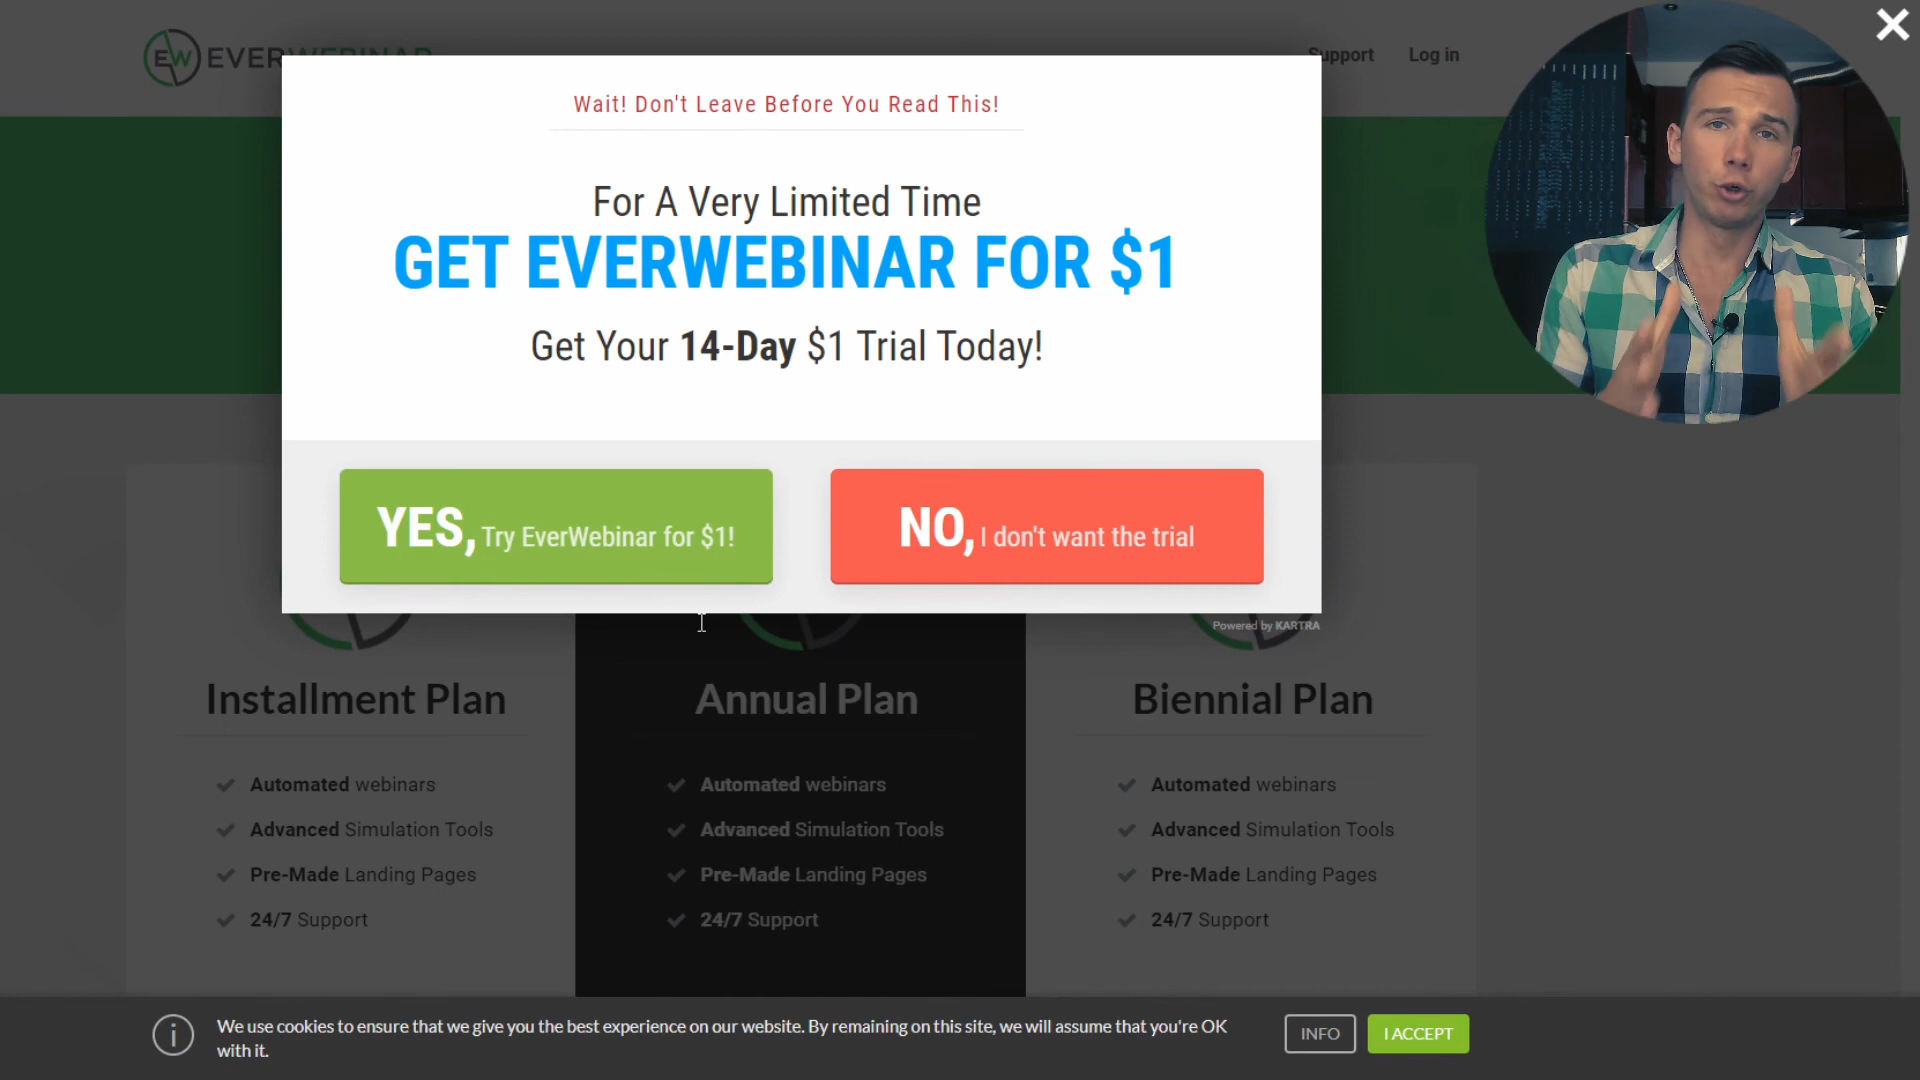 EW EVERWEBINAR
Support
Log in
Wait! Don't Leave Before You Read This!
For A Very Limited Time
GET EVERWEBINAR FOR $1
Get Your 14-Day $1 Trial Today!
YES, Try EverWebinar for $1!
NO, I don't want the trial
Powered by KARTRA
Installment Plan
Automated webinars
Advanced Simulation Tools
Pre-Made Landing Pages
24/7 Support
Annual Plan
Automated webinars
Advanced Simulation Tools
Pre-Made Landing Pages
24/7 Support
Biennial Plan
Automated webinars
Advanced Simulation Tools
Pre-Made Landing Pages
24/7 Support
We use cookies to ensure that we give you the best experience on our website. By remaining on this site, we will assume that you're OK
with it.
INFO
I ACCEPT